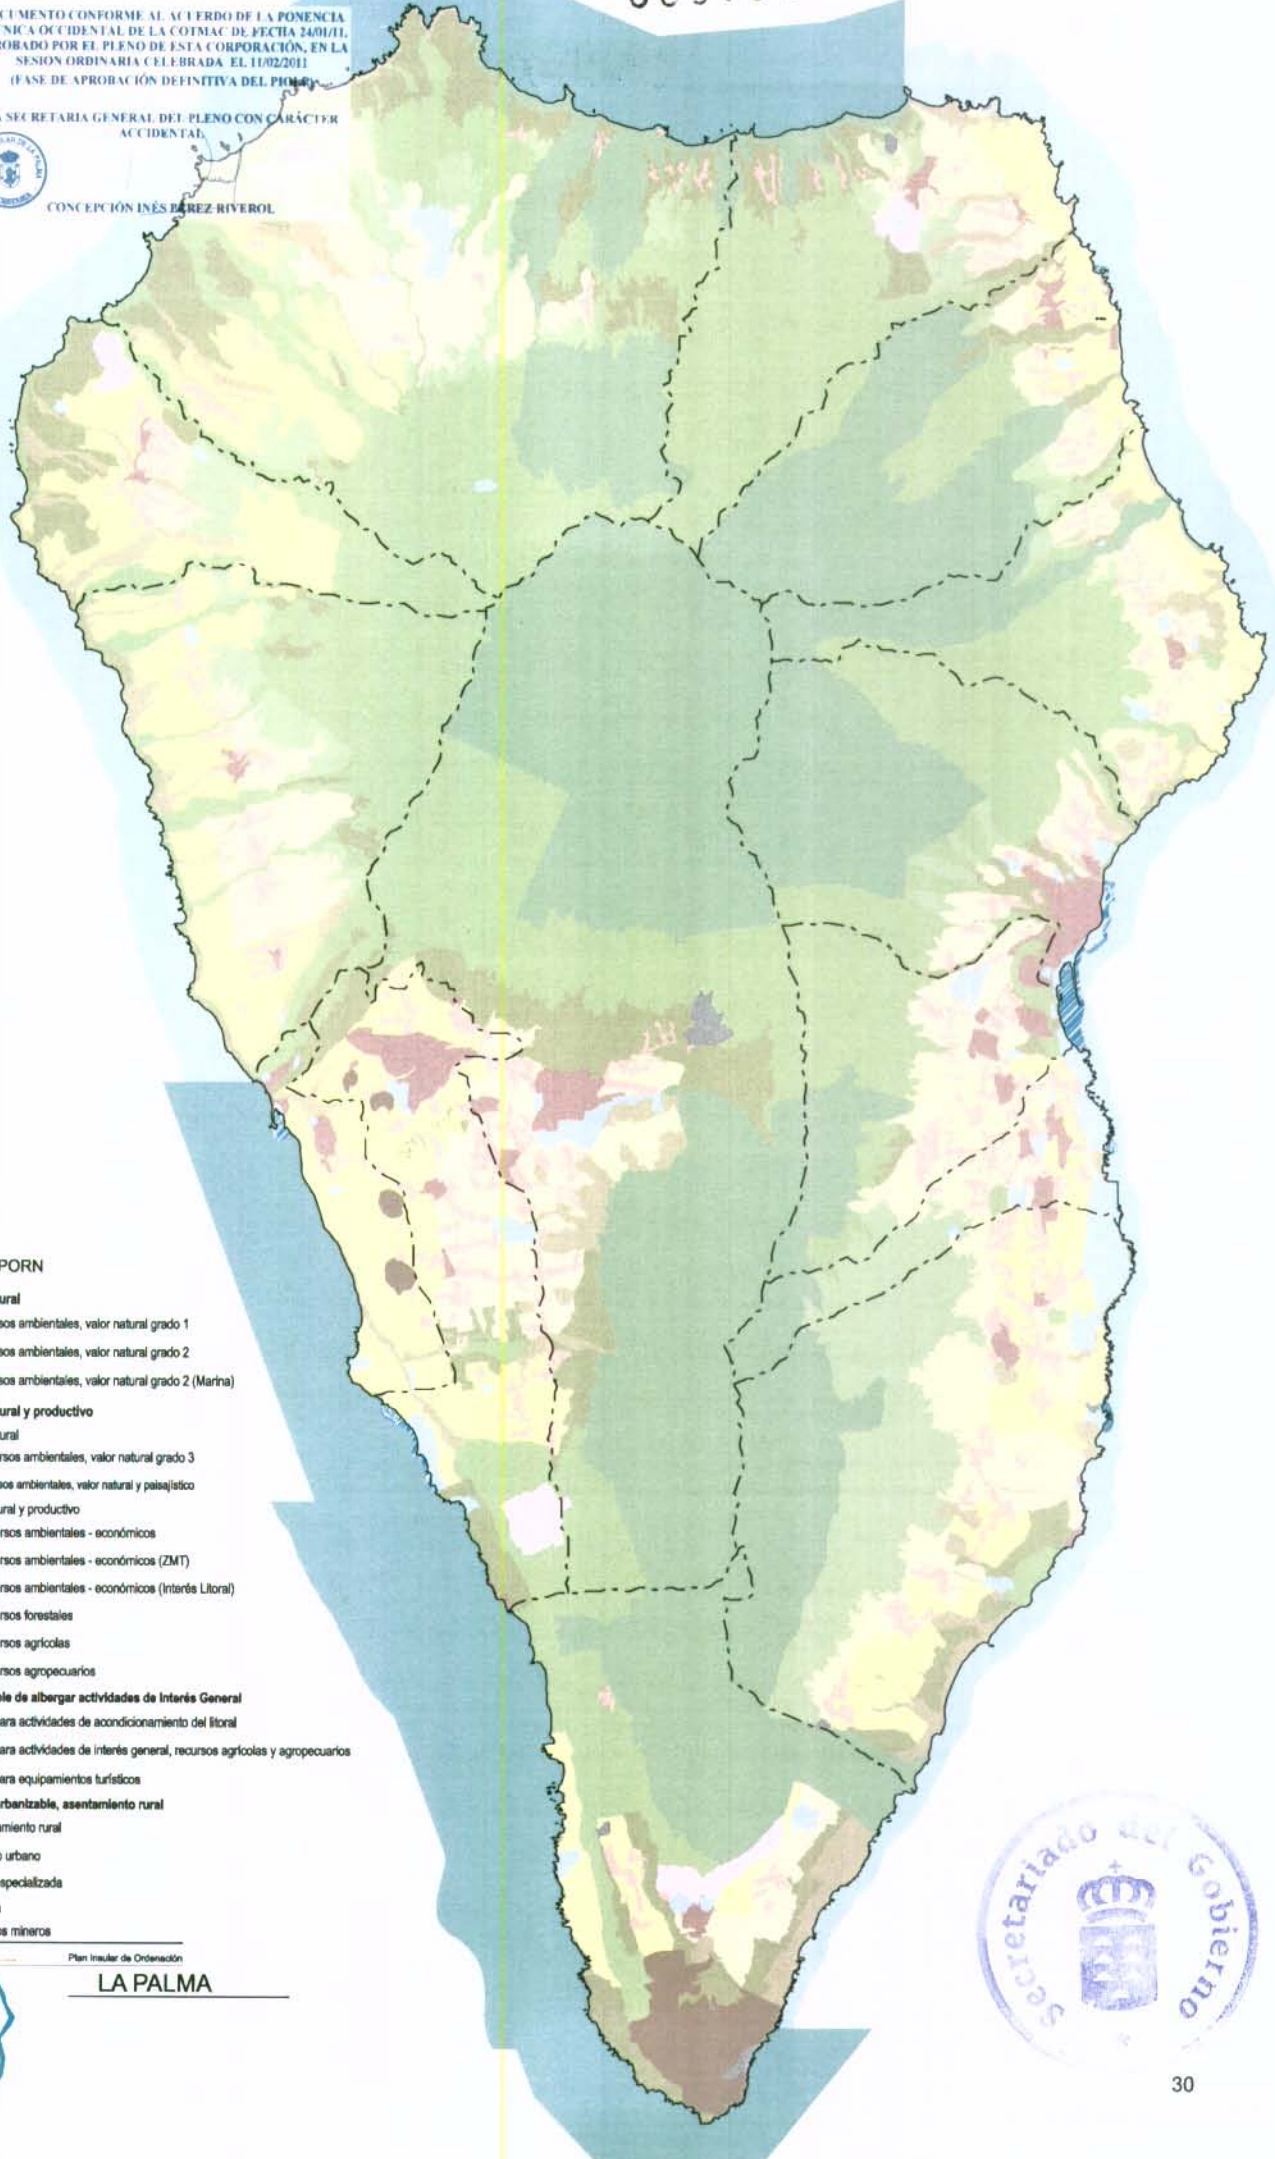 CUMENTO CONFORME AL ACUERDO DE LA PONENCIA
NICA OCCIDENTAL DE LA COTMAC DE FECHA 24/01/11,
ROBADO POR EL PLENO DE ESTA CORPORACIÓN, EN LA
SESION ORDINARIA CELEBRADA EL 11/02/2011
(FASE DE APROBACIÓN DEFINITIVA DEL
SECRETARIA GENERAL DEL PLENO CON CARÁCTER
ACCIDENTAL
CONCEPCIÓN INÉS PÉREZ RIVEROL
PORN
ural
sos ambientales, valor natural grado 1
sos ambientales, valor natural grado 2
sos ambientales, valor natural grado 2 (Marina)
ural y productivo
ural
rsos ambientales, valor natural grado 3
sos ambientales, valor natural y paisajístico
ural y productivo
rsos ambientales - económicos
rsos ambientales - económicos (ZMT)
rsos ambientales - económicos (Interés Litoral)
rsos forestales
rsos agrícolas
rsos agropecuarios
le de albergar actividades de Interés General
ara actividades de acondicionamiento del litoral
ara actividades de interés general, recursos agrícolas y agropecuarios
ara equipamientos turísticos
rbanizable, asentamiento rural
miento rural
o urbano
specializada
s mineros
Plan Insular de Ordenación
LA PALMA
Secretariado del Gobierno
30